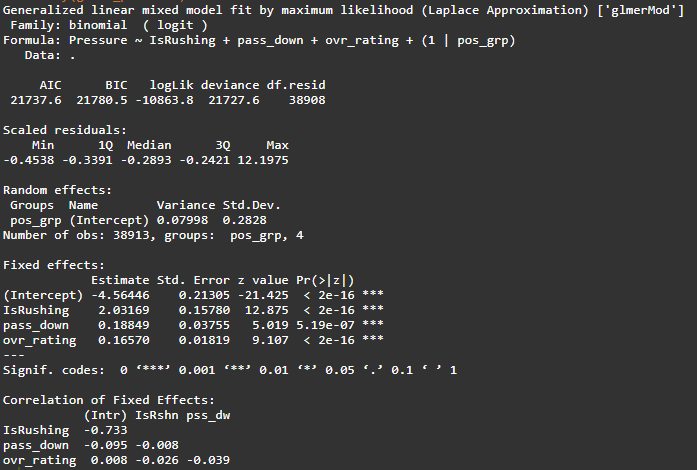 Generalized linear mixed model fit by maximum likelihood (Laplace Approximation) ['glmerMod']
Family: binomial  ( logit )
Formula: Pressure ~ IsRushing + pass_down + ovr_rating + (1 | pos_grp)
   Data: .

     AIC      BIC   logLik deviance df.resid
 21737.6  21780.5 -10863.8  21727.6    38908

Scaled residuals:
    Min      1Q  Median      3Q     Max
-0.4538 -0.3391 -0.2893 -0.2421 12.1975

Random effects:
 Groups  Name        Variance Std.Dev.
 pos_grp (Intercept) 0.07998  0.2828
Number of obs: 38913, groups:  pos_grp, 4

Fixed effects:
            Estimate Std. Error z value Pr(>|z|)
(Intercept) -4.56446    0.21305 -21.425  < 2e-16 ***
IsRushing    2.03169    0.15780  12.875  < 2e-16 ***
pass_down    0.18849    0.03755   5.019 5.19e-07 ***
ovr_rating   0.16570    0.01819   9.107  < 2e-16 ***
---
Signif. codes:  0 ‘***’ 0.001 ‘**’ 0.01 ‘*’ 0.05 ‘.’ 0.1 ‘ ’ 1

Correlation of Fixed Effects:
           (Intr) IsRshn pss_dw
IsRushing  -0.733
pass_down  -0.095 -0.008
ovr_rating  0.008 -0.026 -0.039